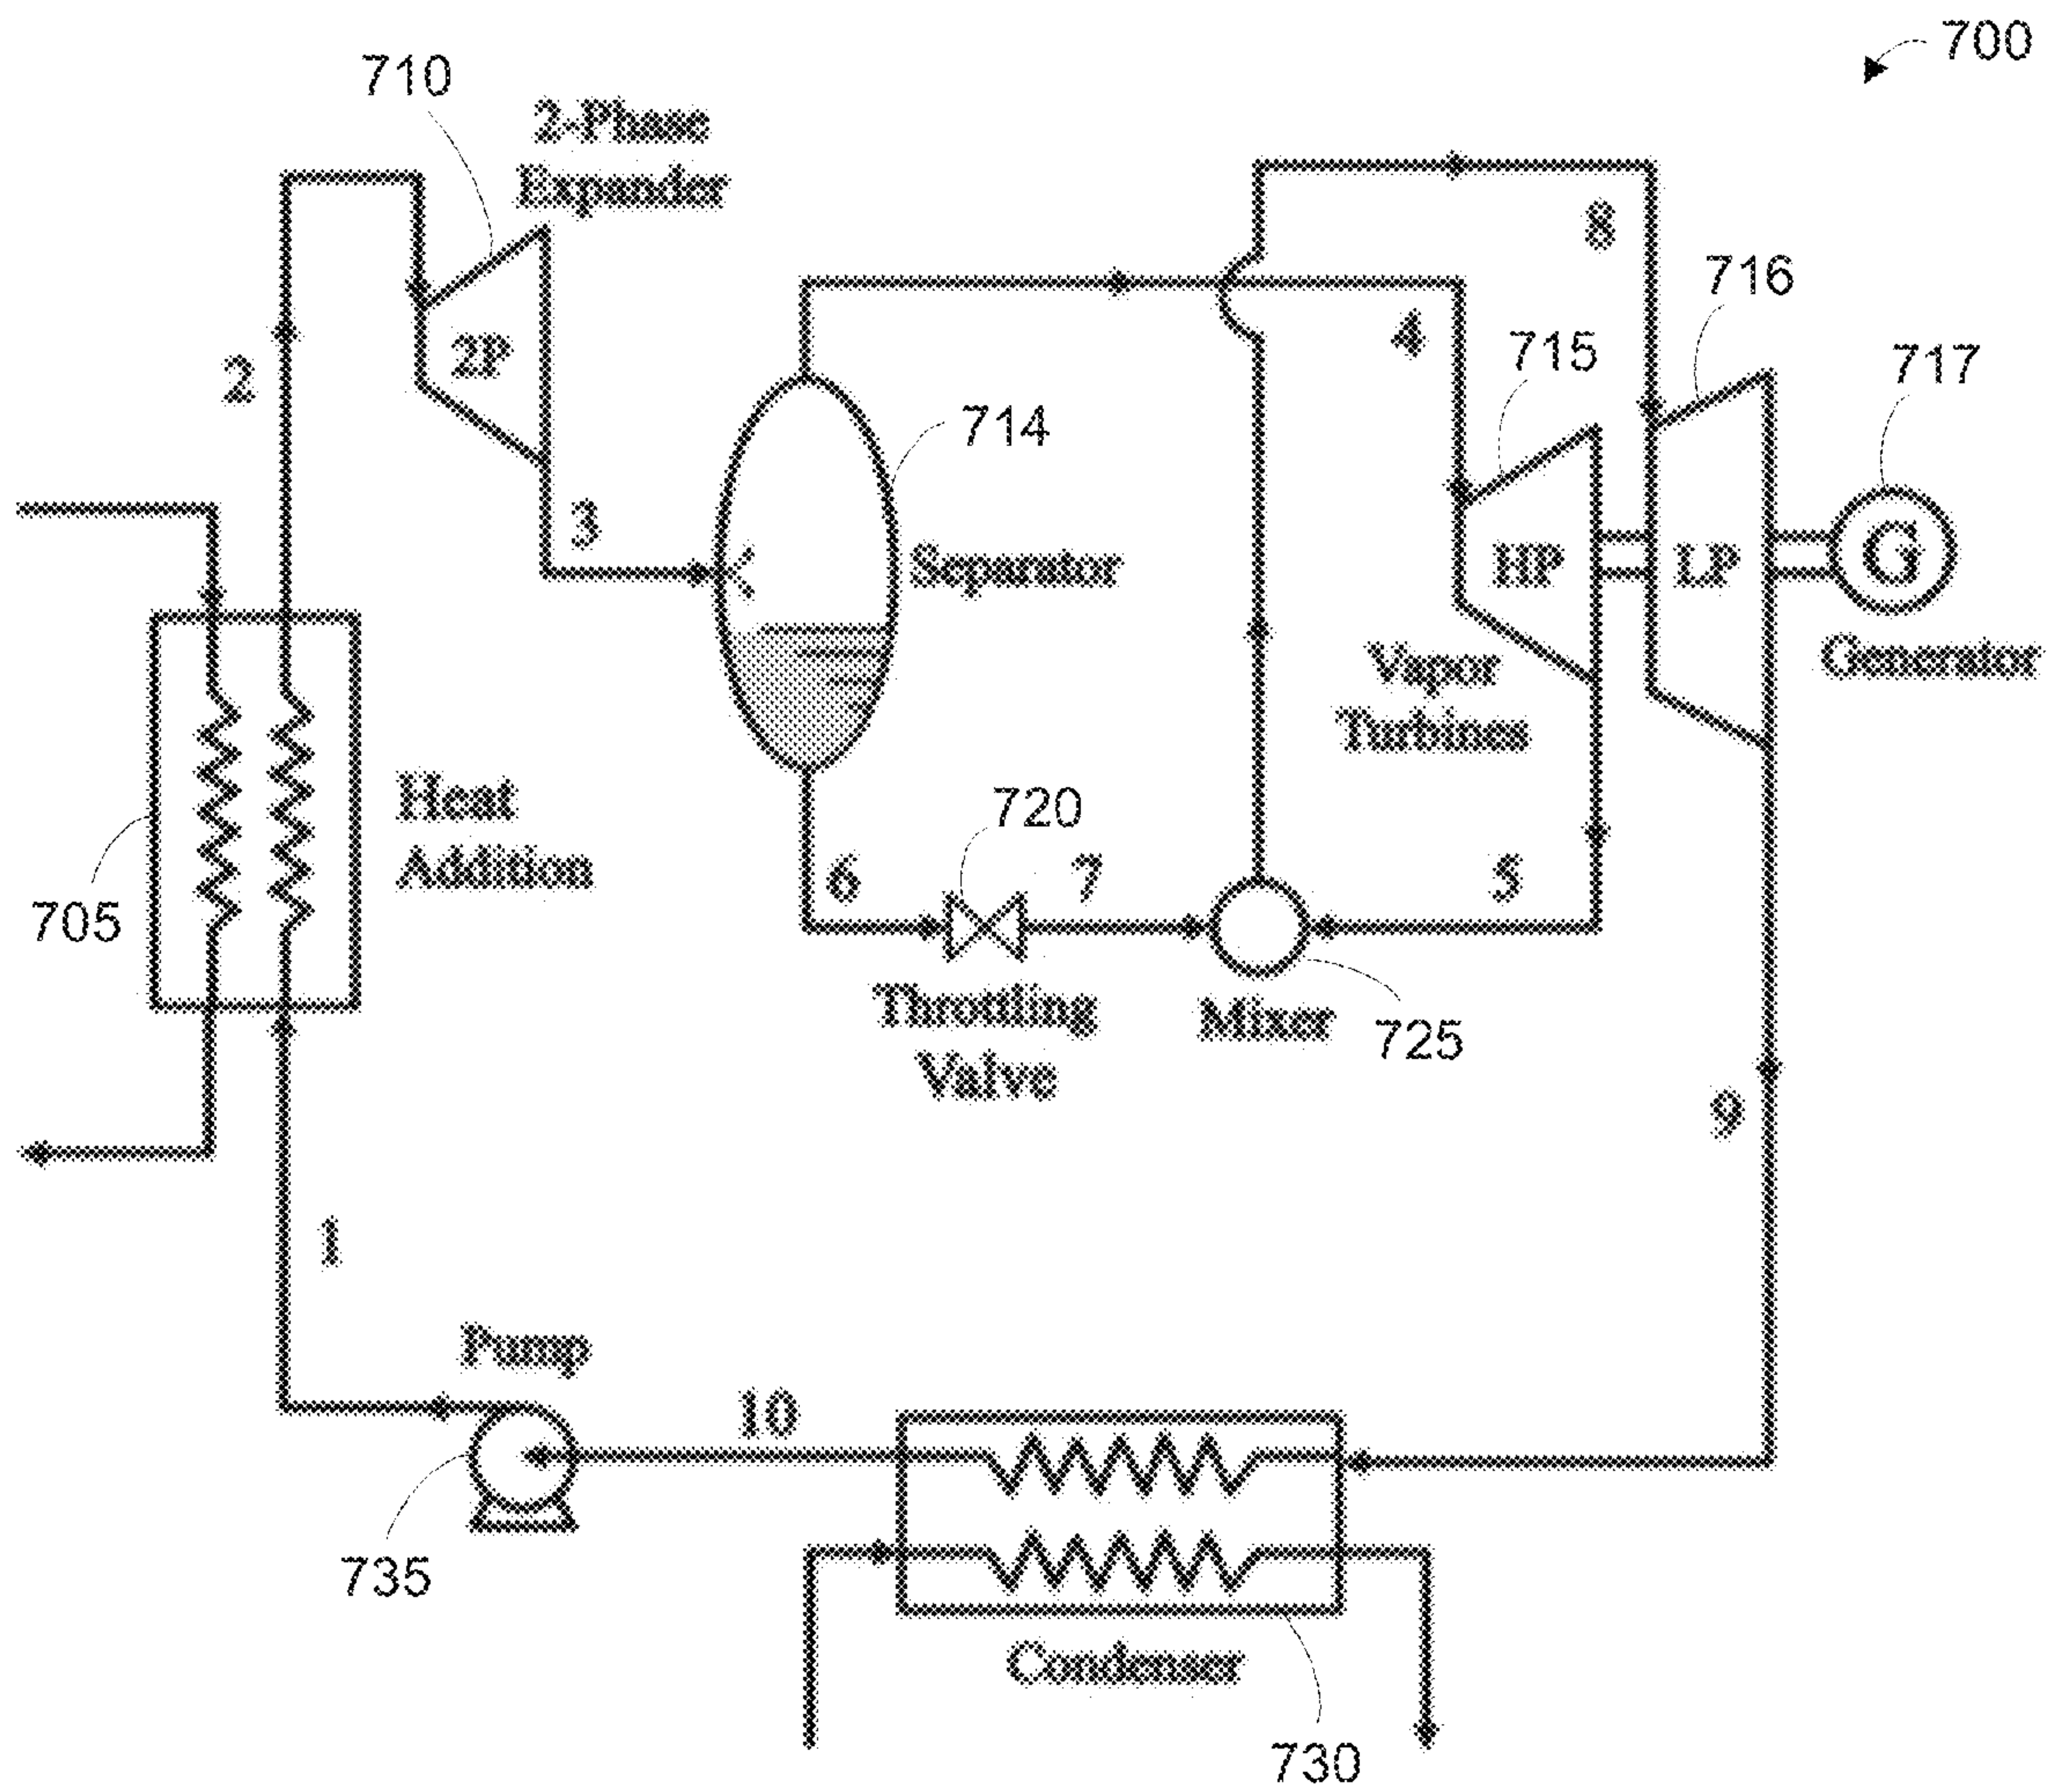 700
710
2-Phase
Expander
8
716
4
715
717
2P
2
714
3
Separator
HP
LP
G
Generator
Vapor
Turbines
Heat
Addition
720
705
6
7
5
Throttling
Valve
Mixer
725
9
1
Pump
10
735
Condenser
730